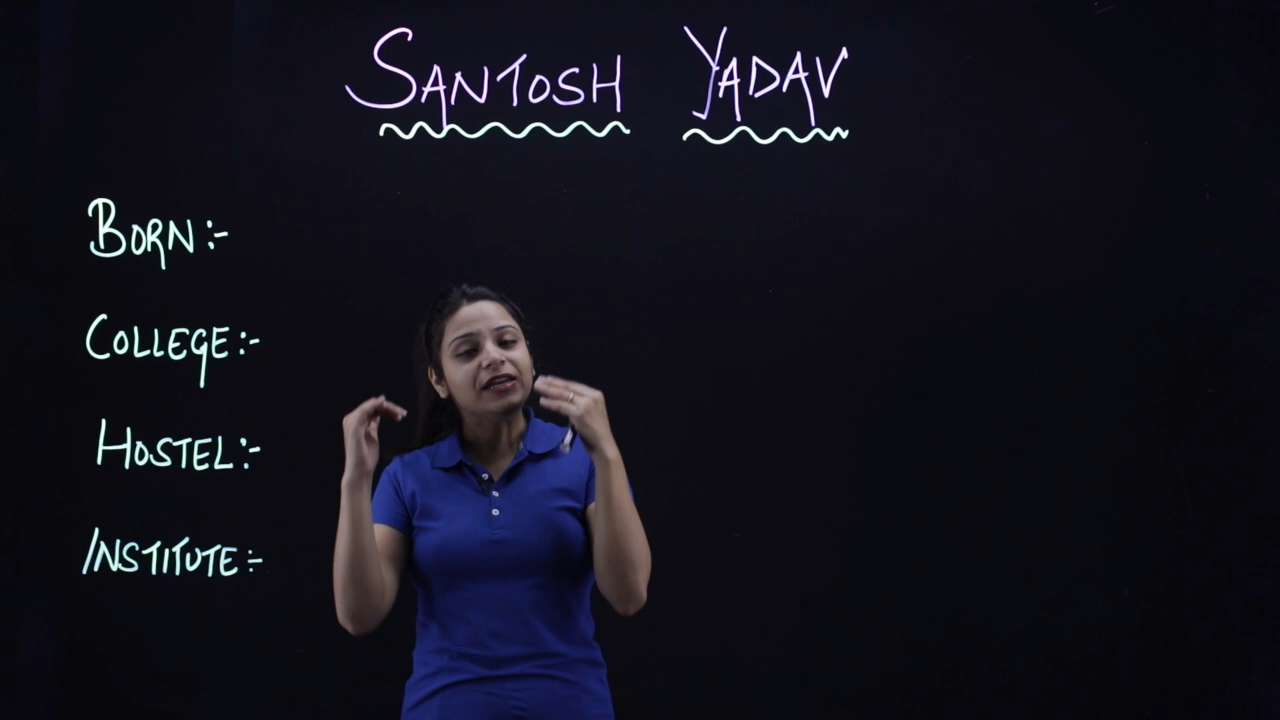 SANTOSH YADAV
BORN:-
COLLEGE:-
HOSTEL:-
INSTITUTE:-